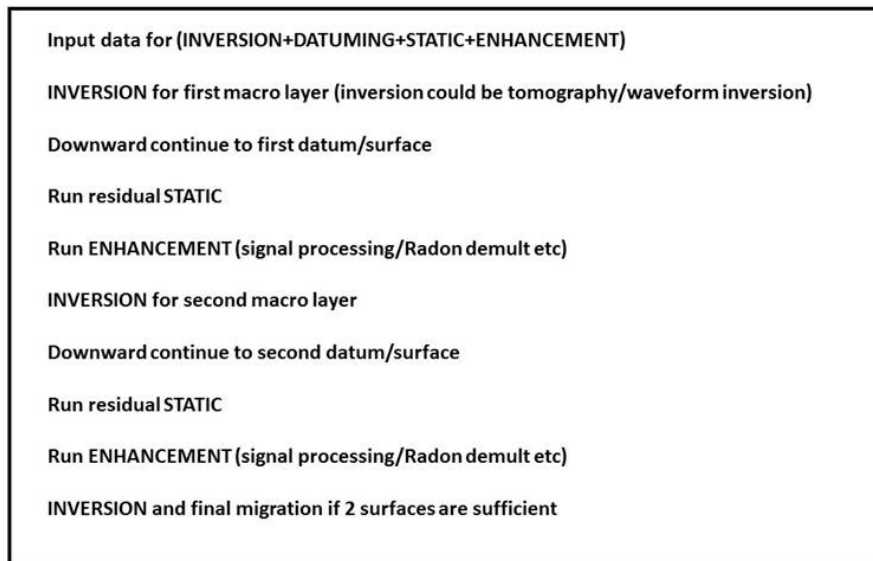 Input data for (INVERSION+DATUMING+STATIC+ENHANCEMENT)
INVERSION for first macro layer (inversion could be tomography/waveform inversion)
Downward continue to first datum/surface
Run residual STATIC
Run ENHANCEMENT (signal processing/Radon demult etc)
INVERSION for second macro layer
Downward continue to second datum/surface
Run residual STATIC
Run ENHANCEMENT (signal processing/Radon demult etc)
INVERSION and final migration if 2 surfaces are sufficient